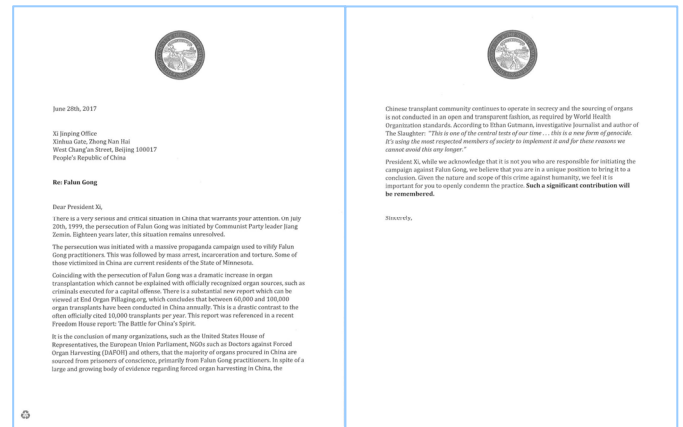 June 28th, 2017
Xi Jinping Office
Xinhua Gate, Zhong Nan Hai
West Chang'an Street, Beijing 100017
People's Republic of China
Re: Falun Gong
Dear President Xi,
There is a very serious and critical situation in China that warrants your attention. On July
20th, 1999, the persecution of Falun Gong was initiated by Communist Party leader Jiang
Zemin. Eighteen years later, this situation remains unresolved.
The persecution was initiated with a massive propaganda campaign used to vilify Falun
Gong practitioners. This was followed by mass arrest, incarceration and torture. Some of
those victimized in China are current residents of the State of Minnesota.
Coinciding with the persecution of Falun Gong was a dramatic increase in organ
transplantation which cannot be explained with officially recognized organ sources, such as
criminals executed for a capital offense. There is a substantial new report which can be
viewed at End Organ Pillaging.org, which concludes that between 60,000 and 100,000
organ transplants have been conducted in China annually. This is a drastic contrast to the
often officially cited 10,000 transplants per year. This report was referenced in a recent
Freedom House report: The Battle for China's Spirit.
It is the conclusion of many organizations, such as the United States House of
Representatives, the European Union Parliament, NGOs such as Doctors against Forced
Organ Harvesting (DAFOH) and others, that the majority of organs procured in China are
sourced from prisoners of conscience, primarily from Falun Gong practitioners. In spite of a
large and growing body of evidence regarding forced organ harvesting in China, the
Chinese transplant community continues to operate in secrecy and the sourcing of organs
is not conducted in an open and transparent fashion, as required by World Health
Organization standards. According to Ethan Gutmann, investigative Journalist and author of
The Slaughter: "This is one of the central tests of our time . . . this is a new form of genocide.
It's using the most respected members of society to implement it and for these reasons we
cannot avoid this any longer."
President Xi, while we acknowledge that it is not you who are responsible for initiating the
campaign against Falun Gong, we believe that you are in a unique position to bring it to a
conclusion. Given the nature and scope of this crime against humanity, we feel it is
important for you to openly condemn the practice. Such a significant contribution will
be remembered.
Sincerely,